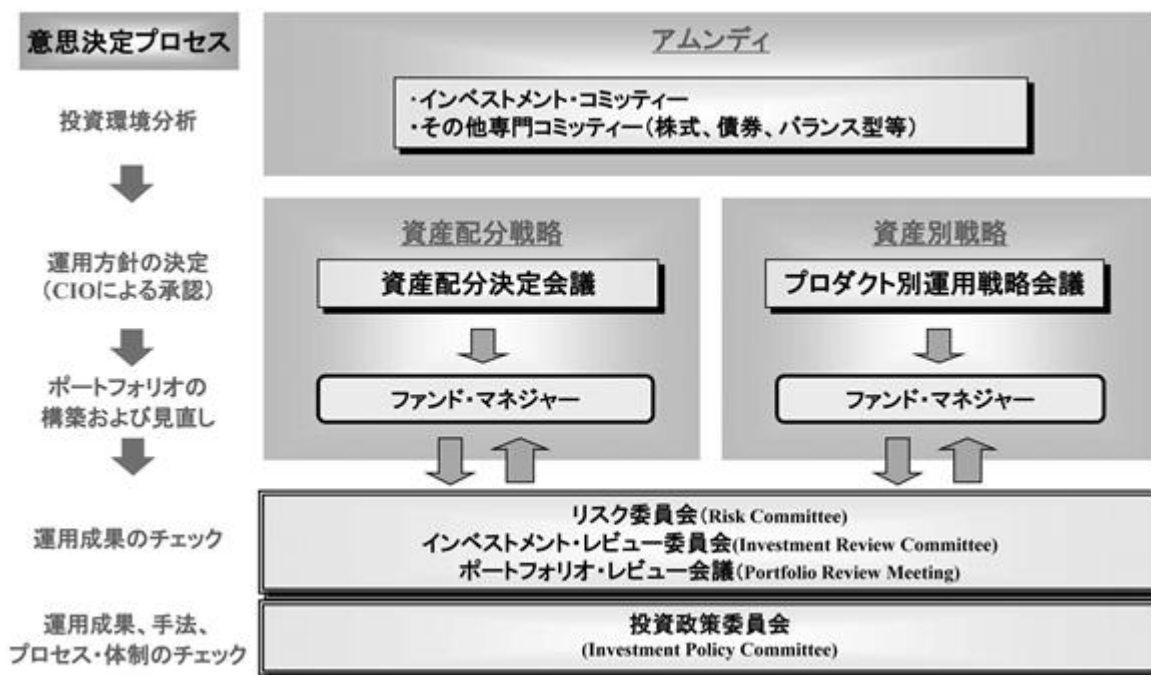 意思決定プロセス
アムンディ
投資環境分析
・インベストメント・コミッティー
・その他専門コミッティー(株式、債券、バランス型等)
資産配分戦略
資産別戦略
運用方針の決定
(CIOによる承認)
資産配分決定会議
プロダクト別運用戦略会議
ポートフォリオの
構築および見直し
ファンド・マネジャー
ファンド・マネジャー
運用成果のチェック
リスク委員会(Risk Committee)
インベストメント・レビュー委員会(Investment Review Committee)
ポートフォリオ・レビュー会議(Portfolio Review Meeting)
運用成果、手法、
プロセス・体制のチェック
投資政策委員会
(Investment Policy Committee)